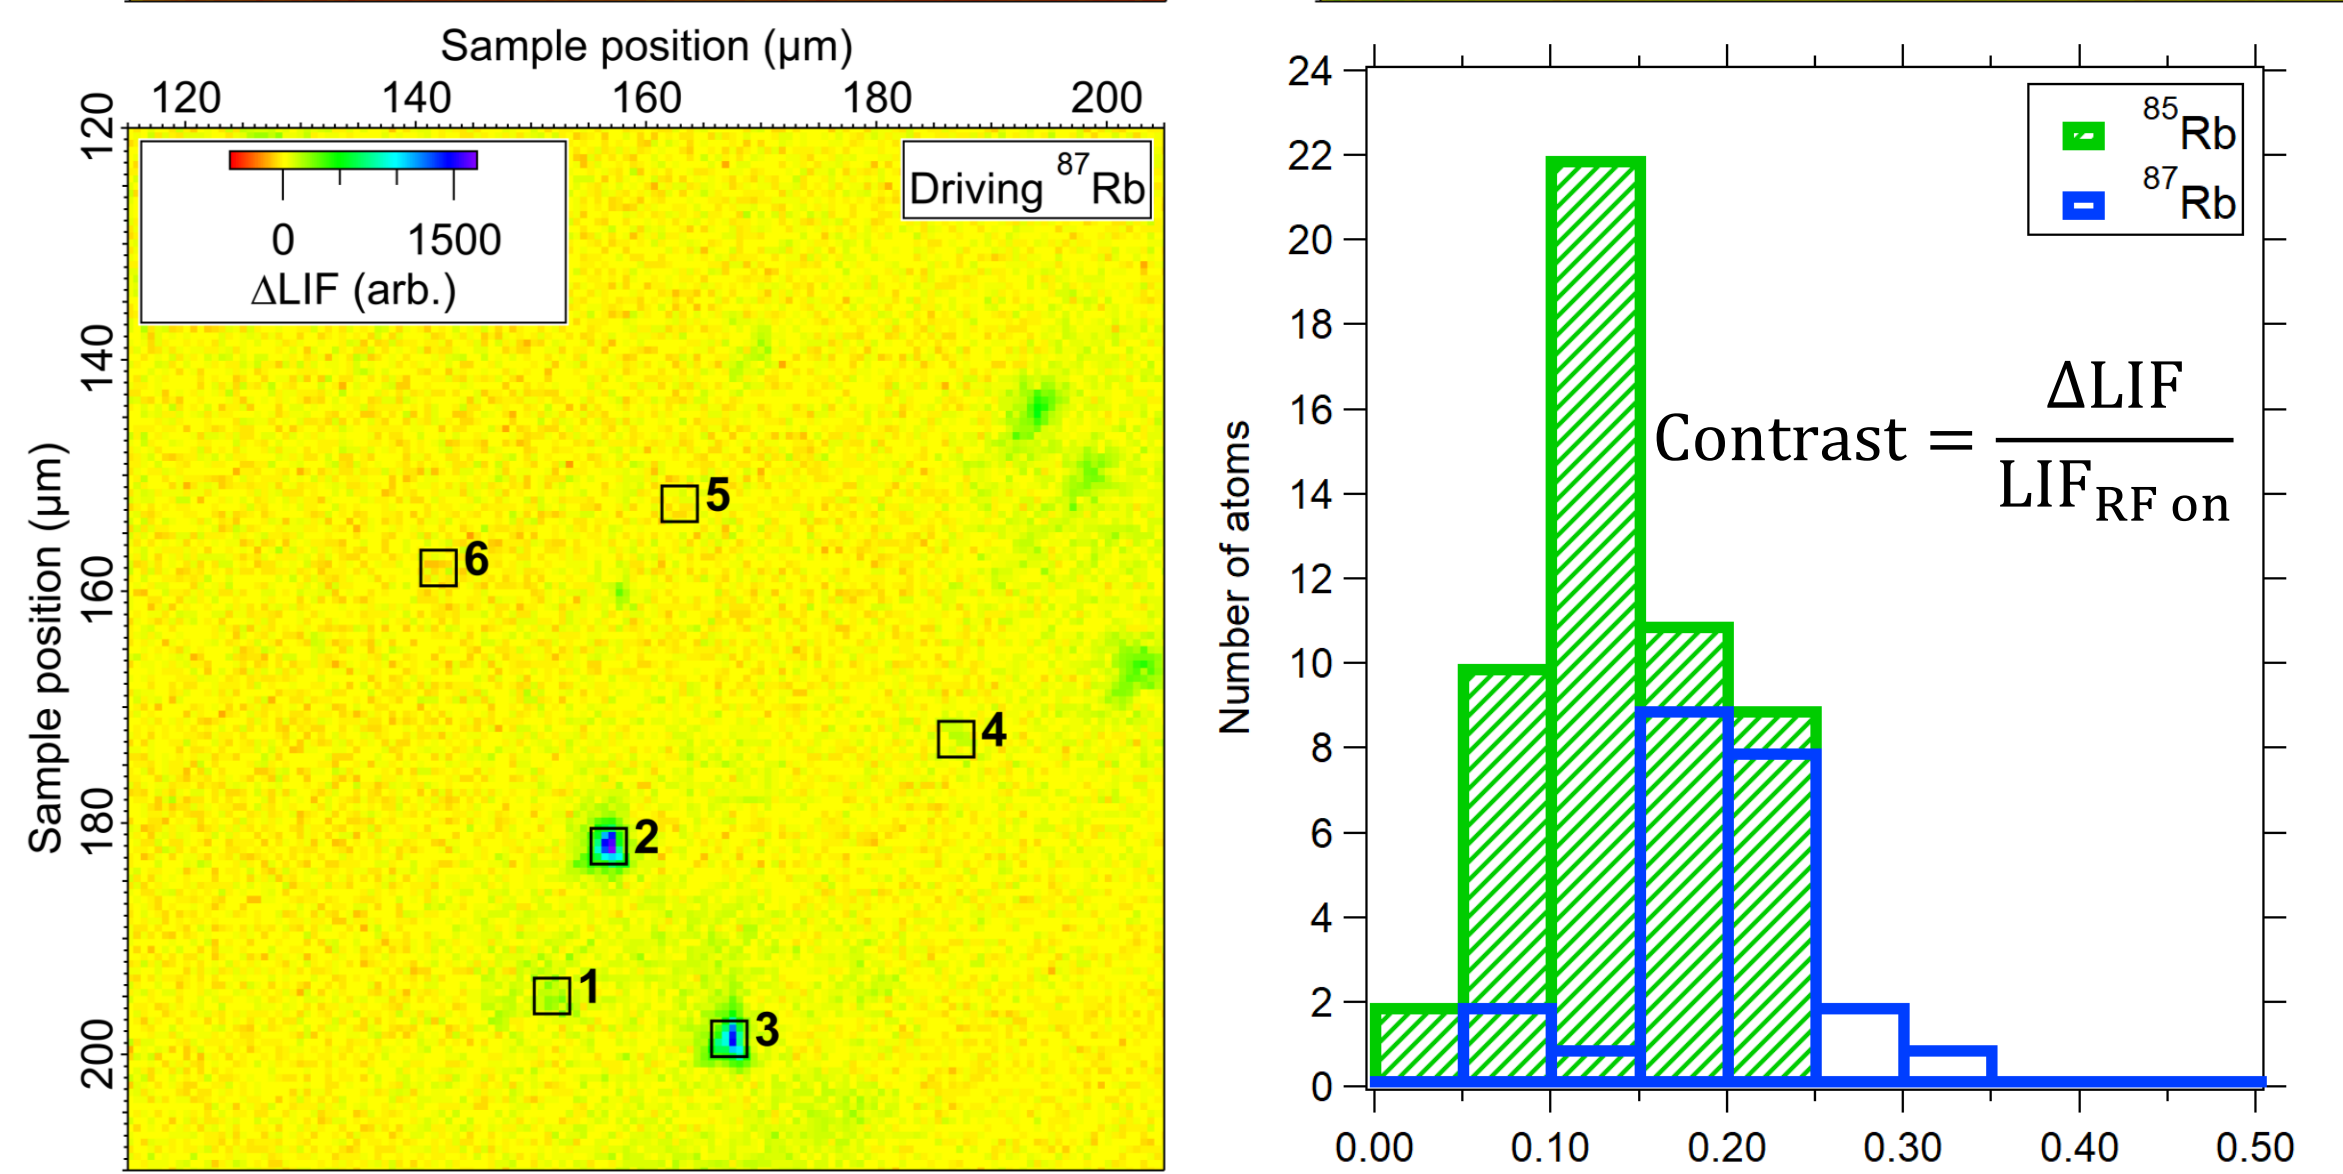 Sample position (μm)
120 140 160 180 200
Sample position (μm)
120
140
160
180
200
0 1500
ΔLIF (arb.)
Driving ⁸⁷Rb
5
6
4
2
1
3
Number of atoms
24
22
20
18
16
14
12
10
8
6
4
2
0
⁸⁵Rb
⁸⁷Rb
Contrast = ΔLIF / LIF_RF on
0.00 0.10 0.20 0.30 0.40 0.50